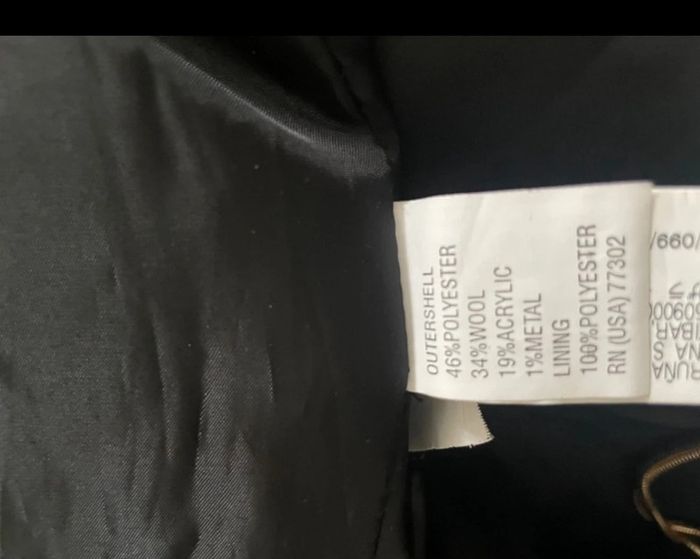 OUTERSHELL
46%POLYESTER
34%WOOL
19%ACRYLIC
1%METAL
LINING
100%POLYESTER
RN (USA) 77302